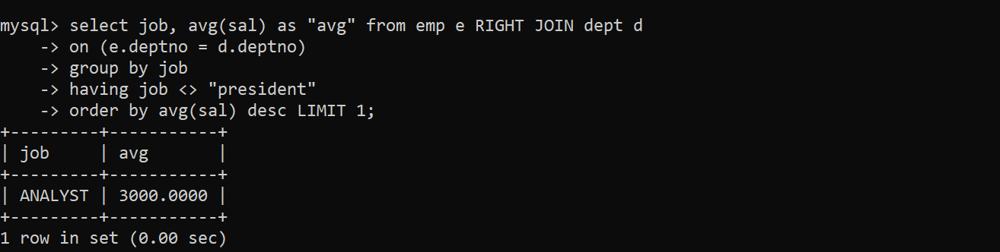 mysql> select job, avg(sal) as "avg" from emp e RIGHT JOIN dept d
    -> on (e.deptno = d.deptno)
    -> group by job
    -> having job <> "president"
    -> order by avg(sal) desc LIMIT 1;
+---------+-----------+
| job     | avg       |
+---------+-----------+
| ANALYST | 3000.0000 |
+---------+-----------+
1 row in set (0.00 sec)